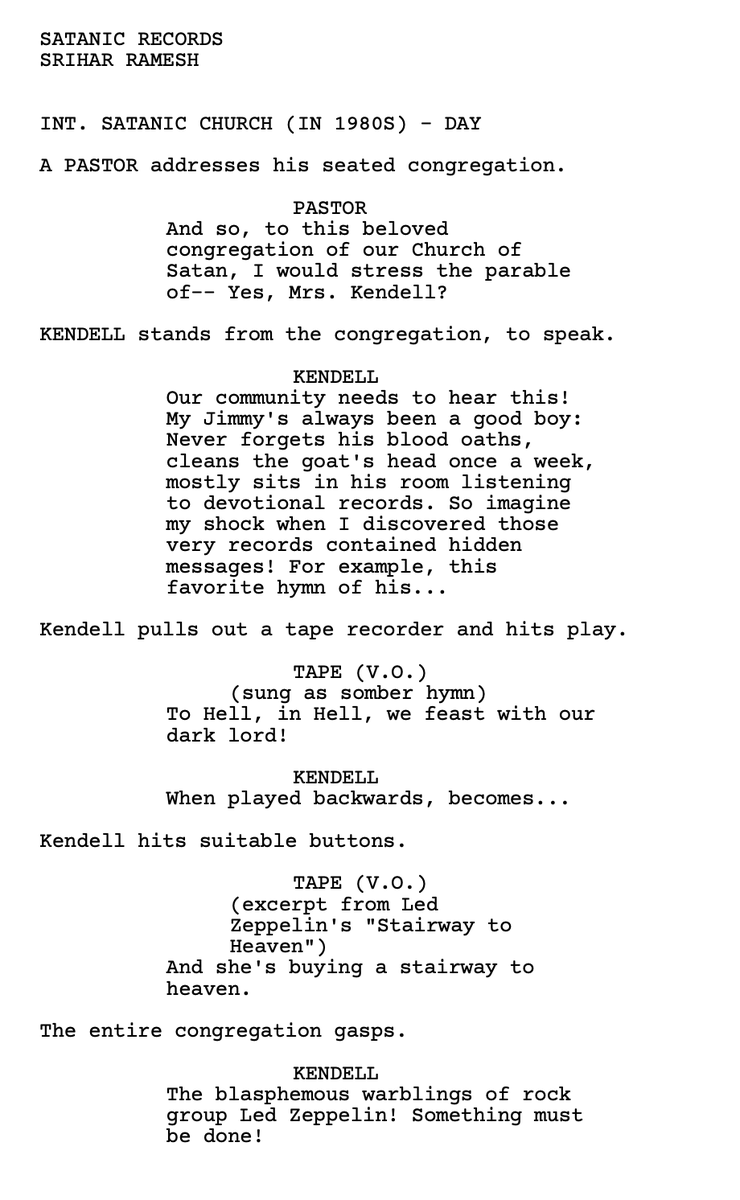 SATANIC RECORDS
SRIHAR RAMESH
INT. SATANIC CHURCH (IN 1980S) - DAY
A PASTOR addresses his seated congregation.
PASTOR
And so, to this beloved
congregation of our Church of
Satan, I would stress the parable
of-- Yes, Mrs. Kendell?
KENDELL stands from the congregation, to speak.
KENDELL
Our community needs to hear this!
My Jimmy's always been a good boy:
Never forgets his blood oaths,
cleans the goat's head once a week,
mostly sits in his room listening
to devotional records. So imagine
my shock when I discovered those
very records contained hidden
messages! For example, this
favorite hymn of his...
Kendell pulls out a tape recorder and hits play.
TAPE (V.O.)
(sung as somber hymn)
To Hell, in Hell, we feast with our
dark lord!
KENDELL
When played backwards, becomes...
Kendell hits suitable buttons.
TAPE (V.O.)
(excerpt from Led
Zeppelin's "Stairway to
Heaven")
And she's buying a stairway to
heaven.
The entire congregation gasps.
KENDELL
The blasphemous warblings of rock
group Led Zeppelin! Something must
be done!